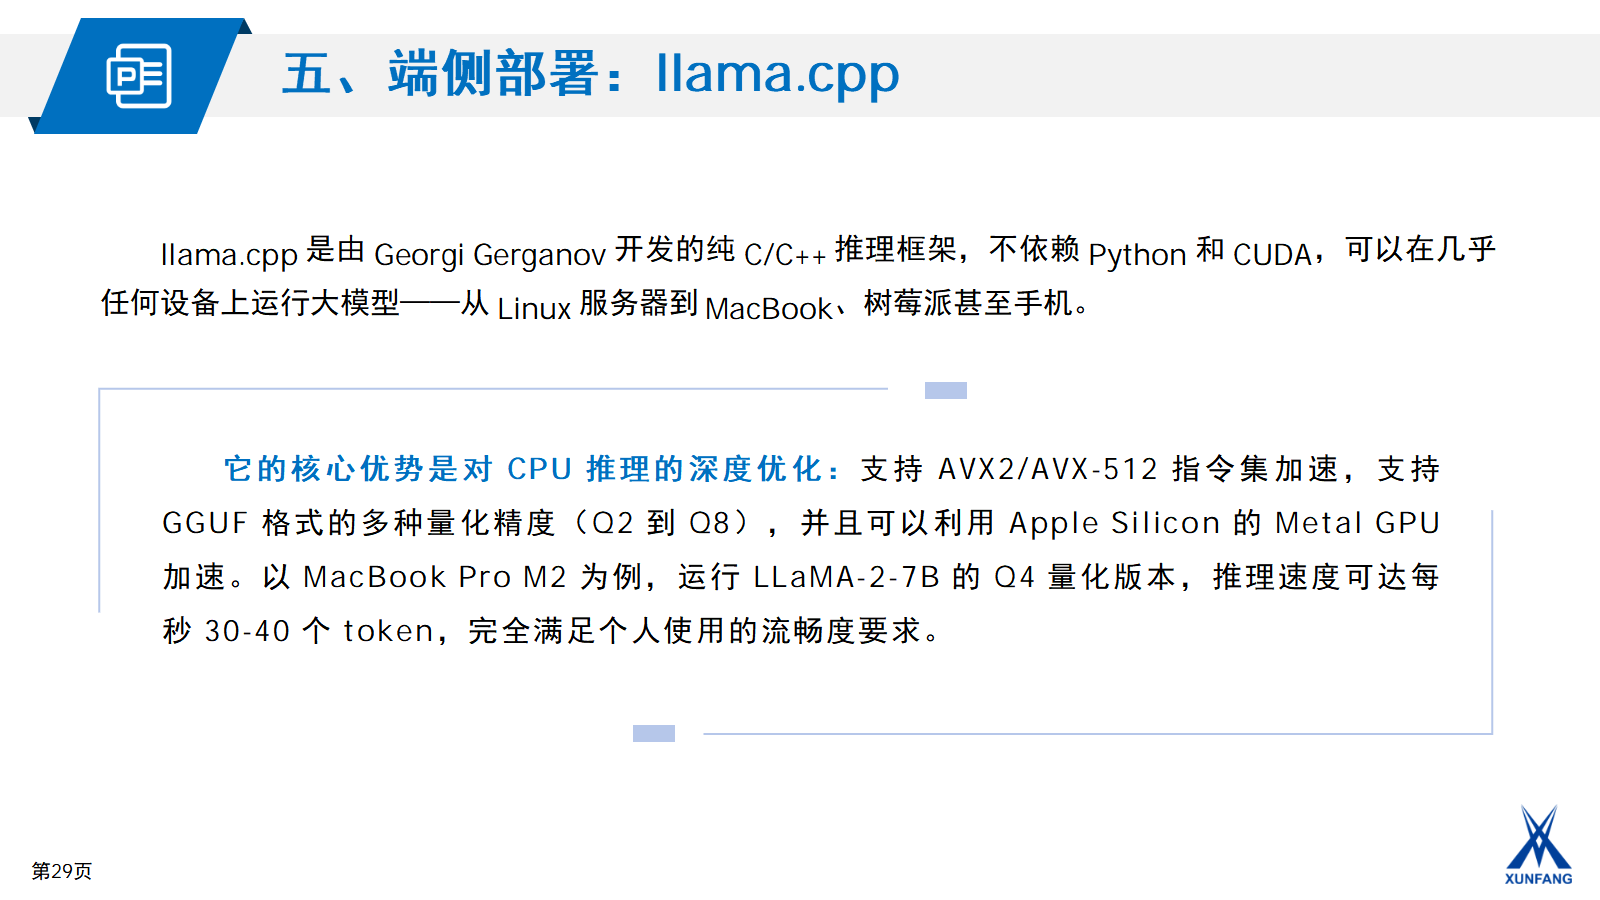 五、端侧部署：llama.cpp
llama.cpp 是由 Georgi Gerganov 开发的纯 C/C++ 推理框架，不依赖 Python 和 CUDA，可以在几乎
任何设备上运行大模型——从 Linux 服务器到 MacBook、树莓派甚至手机。
它的核心优势是对 CPU 推理的深度优化：支持 AVX2/AVX-512 指令集加速，支持
GGUF 格式的多种量化精度（Q2 到 Q8），并且可以利用 Apple Silicon 的 Metal GPU
加速。以 MacBook Pro M2 为例，运行 LLaMA-2-7B 的 Q4 量化版本，推理速度可达每
秒 30-40 个 token，完全满足个人使用的流畅度要求。
第29页
XUNFANG